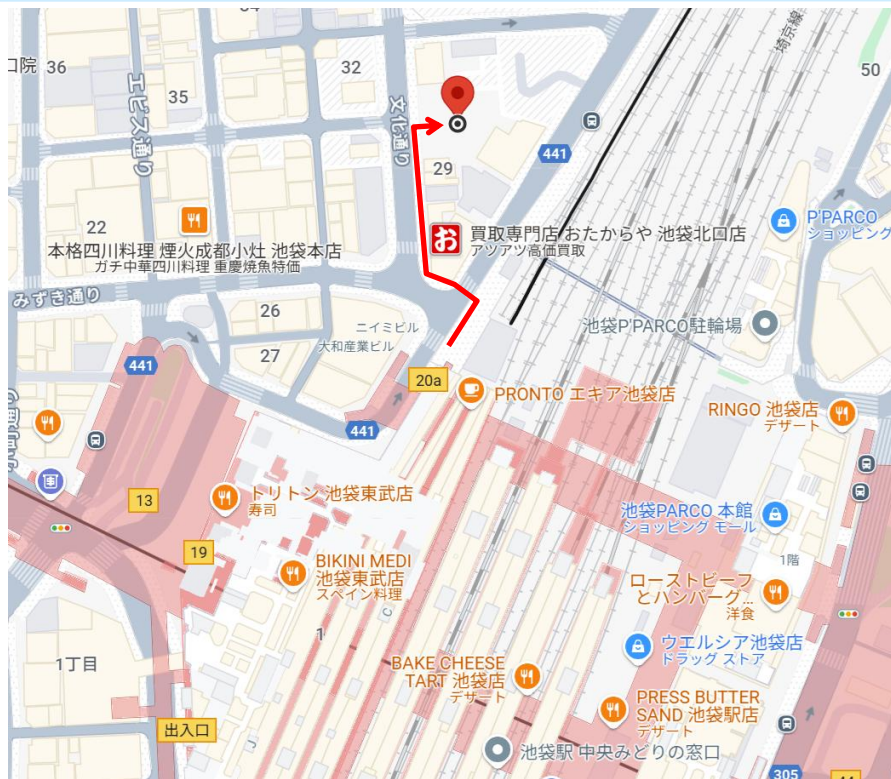 34
50
口院 36
35
32
エビス通り
文化通り
埼京線
441
29
22
本格四川料理 煙火成都小灶 池袋本店
ガチ中華四川料理 重慶焼魚特価
お
買取専門店 おたからや 池袋北口店
アツアツ高価買取
P'PARCO
ショッピング
みずき通り
26
ニイミビル
大和産業ビル
27
池袋P'PARCO駐輪場
441
20a
PRONTO エキア池袋店
RINGO 池袋店
デザート
441
13
トリトン 池袋東武店
寿司
池袋PARCO 本館
ショッピング モール
19
1階
BIKINI MEDI
池袋東武店
スペイン料理
ローストビーフ
とハンバーグ...
洋食
1
C
1丁目
ウエルシア池袋店
ドラッグ ストア
BAKE CHEESE
TART 池袋店
デザート
PRESS BUTTER
SAND 池袋駅店
デザート
出入口
J
池袋駅 中央みどりの窓口
305